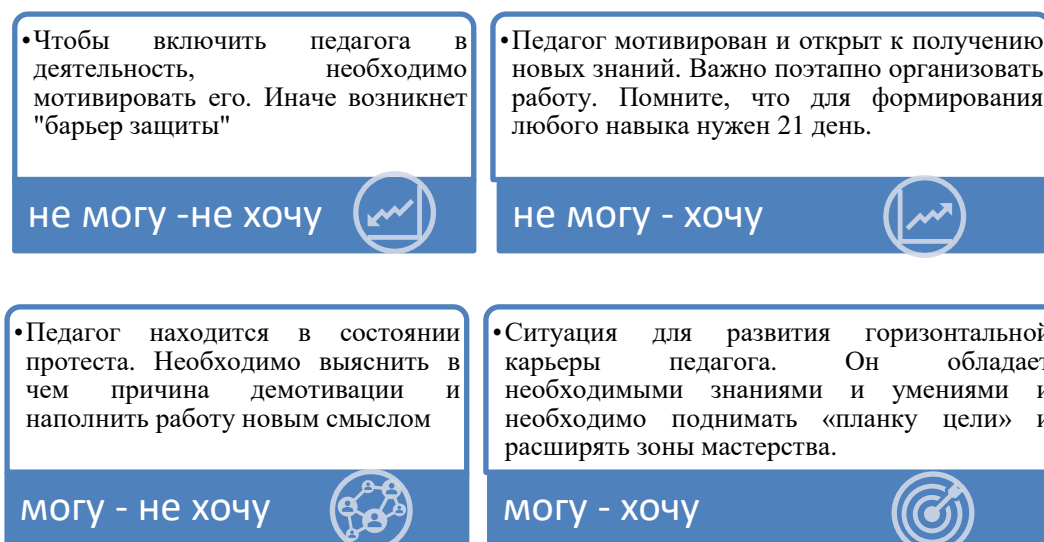 •Чтобы включить педагога в
деятельность, необходимо
мотивировать его. Иначе возникнет
"барьер защиты"
не могу -не хочу
•Педагог мотивирован и открыт к получению
новых знаний. Важно поэтапно организовать
работу. Помните, что для формирования
любого навыка нужен 21 день.
не могу - хочу
•Педагог находится в состоянии
протеста. Необходимо выяснить в
чем причина демотивации и
наполнить работу новым смыслом
могу - не хочу
•Ситуация для развития горизонтальной
карьеры педагога. Он обладает
необходимыми знаниями и умениями и
необходимо поднимать «планку цели» и
расширять зоны мастерства.
могу - хочу